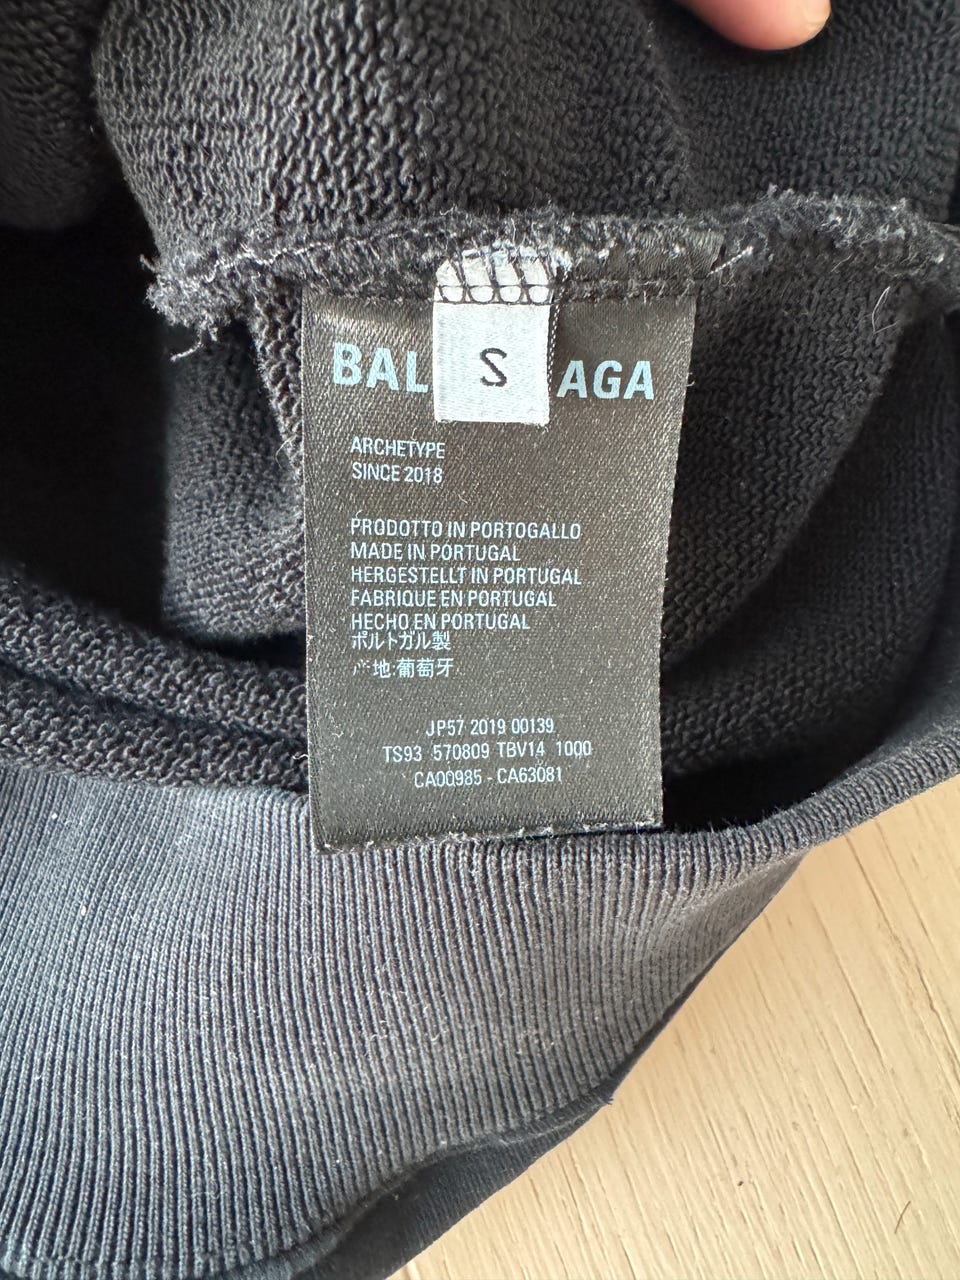 BAL AGA
S
ARCHETYPE
SINCE 2018
PRODOTTO IN PORTOGALLO
MADE IN PORTUGAL
HERGESTELLT IN PORTUGAL
FABRIQUE EN PORTUGAL
HECHO EN PORTUGAL
ポルトガル製
产地:葡萄牙
JP57 2019 00139
TS93 570809 TBV14 1000
CA00985 - CA63081